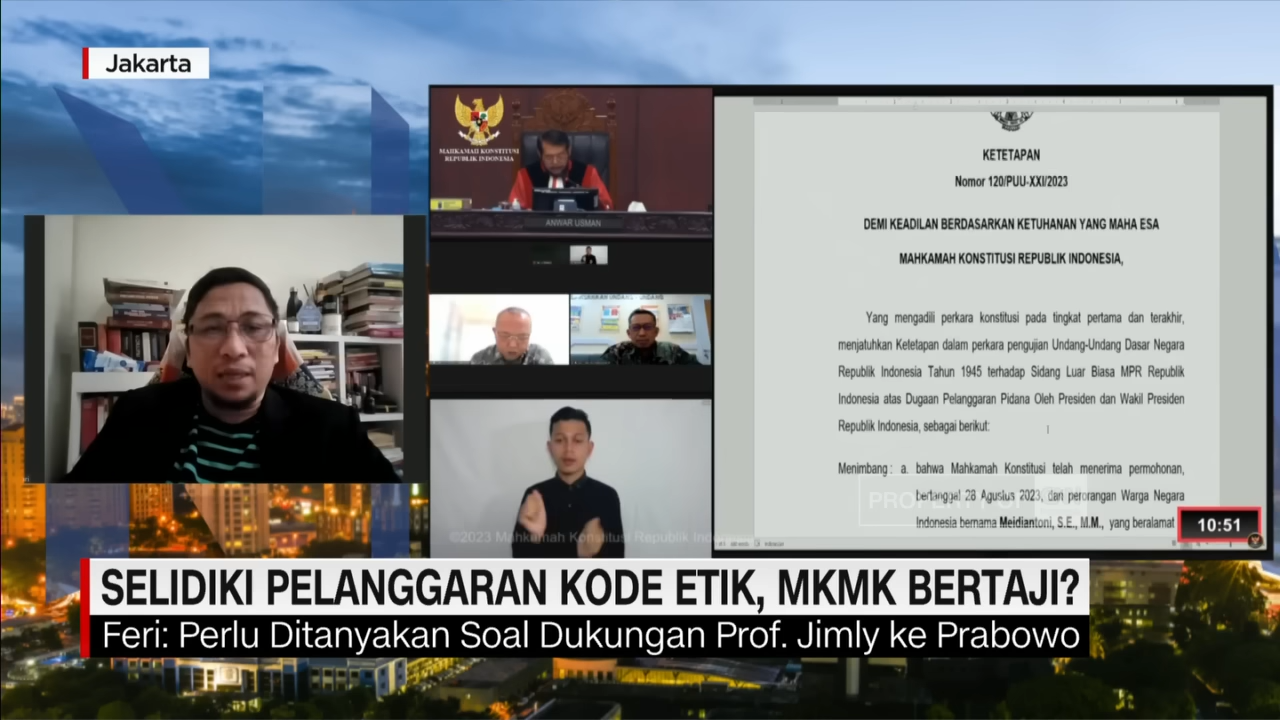 Jakarta
MAHKAMAH KONSTITUSI
REPUBLIK INDONESIA
ANWAR USMAN
KETETAPAN
Nomor 120/PUU-XXI/2023
DEMI KEADILAN BERDASARKAN KETUHANAN YANG MAHA ESA
MAHKAMAH KONSTITUSI REPUBLIK INDONESIA,
Yang mengadili perkara konstitusi pada tingkat pertama dan terakhir,
menjatuhkan Ketetapan dalam perkara pengujian Undang-Undang Dasar Negara
Republik Indonesia Tahun 1945 terhadap Sidang Luar Biasa MPR Republik
Indonesia atas Dugaan Pelanggaran Pidana Oleh Presiden dan Wakil Presiden
Republik Indonesia, sebagai berikut:
Menimbang : a. bahwa Mahkamah Konstitusi telah menerima permohonan,
bertanggal 28 Agustus 2023, dari perorangan Warga Negara
Indonesia bernama Meidiantoni, S.E., M.M., yang beralamat
PROPERTY OF
©2023 Mahkamah Konstitusi Republik Indonesia
10:51
SELIDIKI PELANGGARAN KODE ETIK, MKMK BERTAJI?
Feri: Perlu Ditanyakan Soal Dukungan Prof. Jimly ke Prabowo